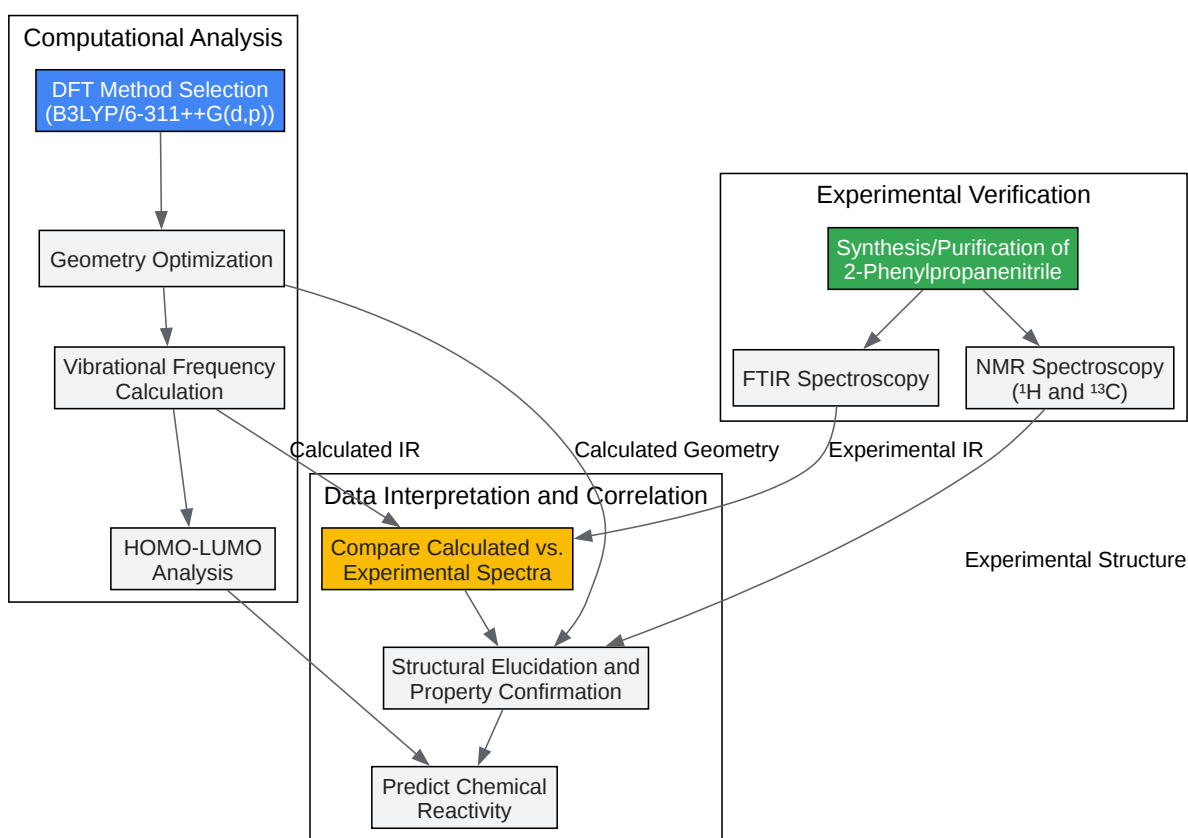 Computational Analysis
DFT Method Selection
(B3LYP/6-311++G(d,p))
Geometry Optimization
Vibrational Frequency
Calculation
HOMO-LUMO
Analysis
Experimental Verification
Synthesis/Purification of
2-Phenylpropanenitrile
FTIR Spectroscopy
NMR Spectroscopy
(¹H and ¹³C)
Calculated IR
Calculated Geometry
Experimental IR
Experimental Structure
Data Interpretation and Correlation
Compare Calculated vs.
Experimental Spectra
Structural Elucidation and
Property Confirmation
Predict Chemical
Reactivity